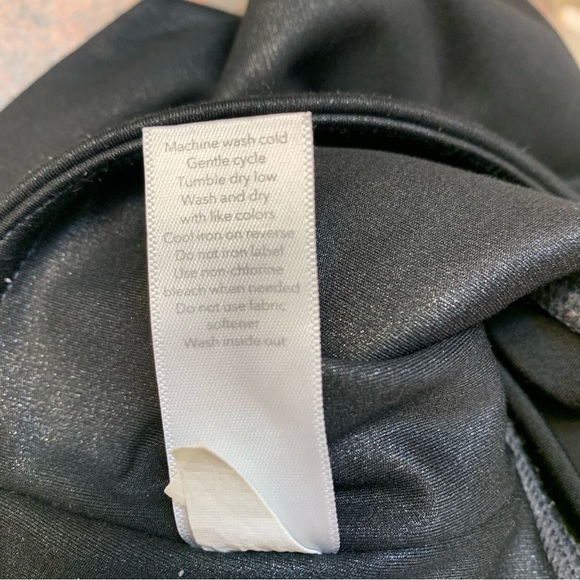 Machine wash cold
Gentle cycle
Tumble dry low
Wash and dry
with like colors
Cool iron on reverse
Do not iron label
Use non-chlorine
bleach when needed
Do not use fabric
softener
Wash inside out